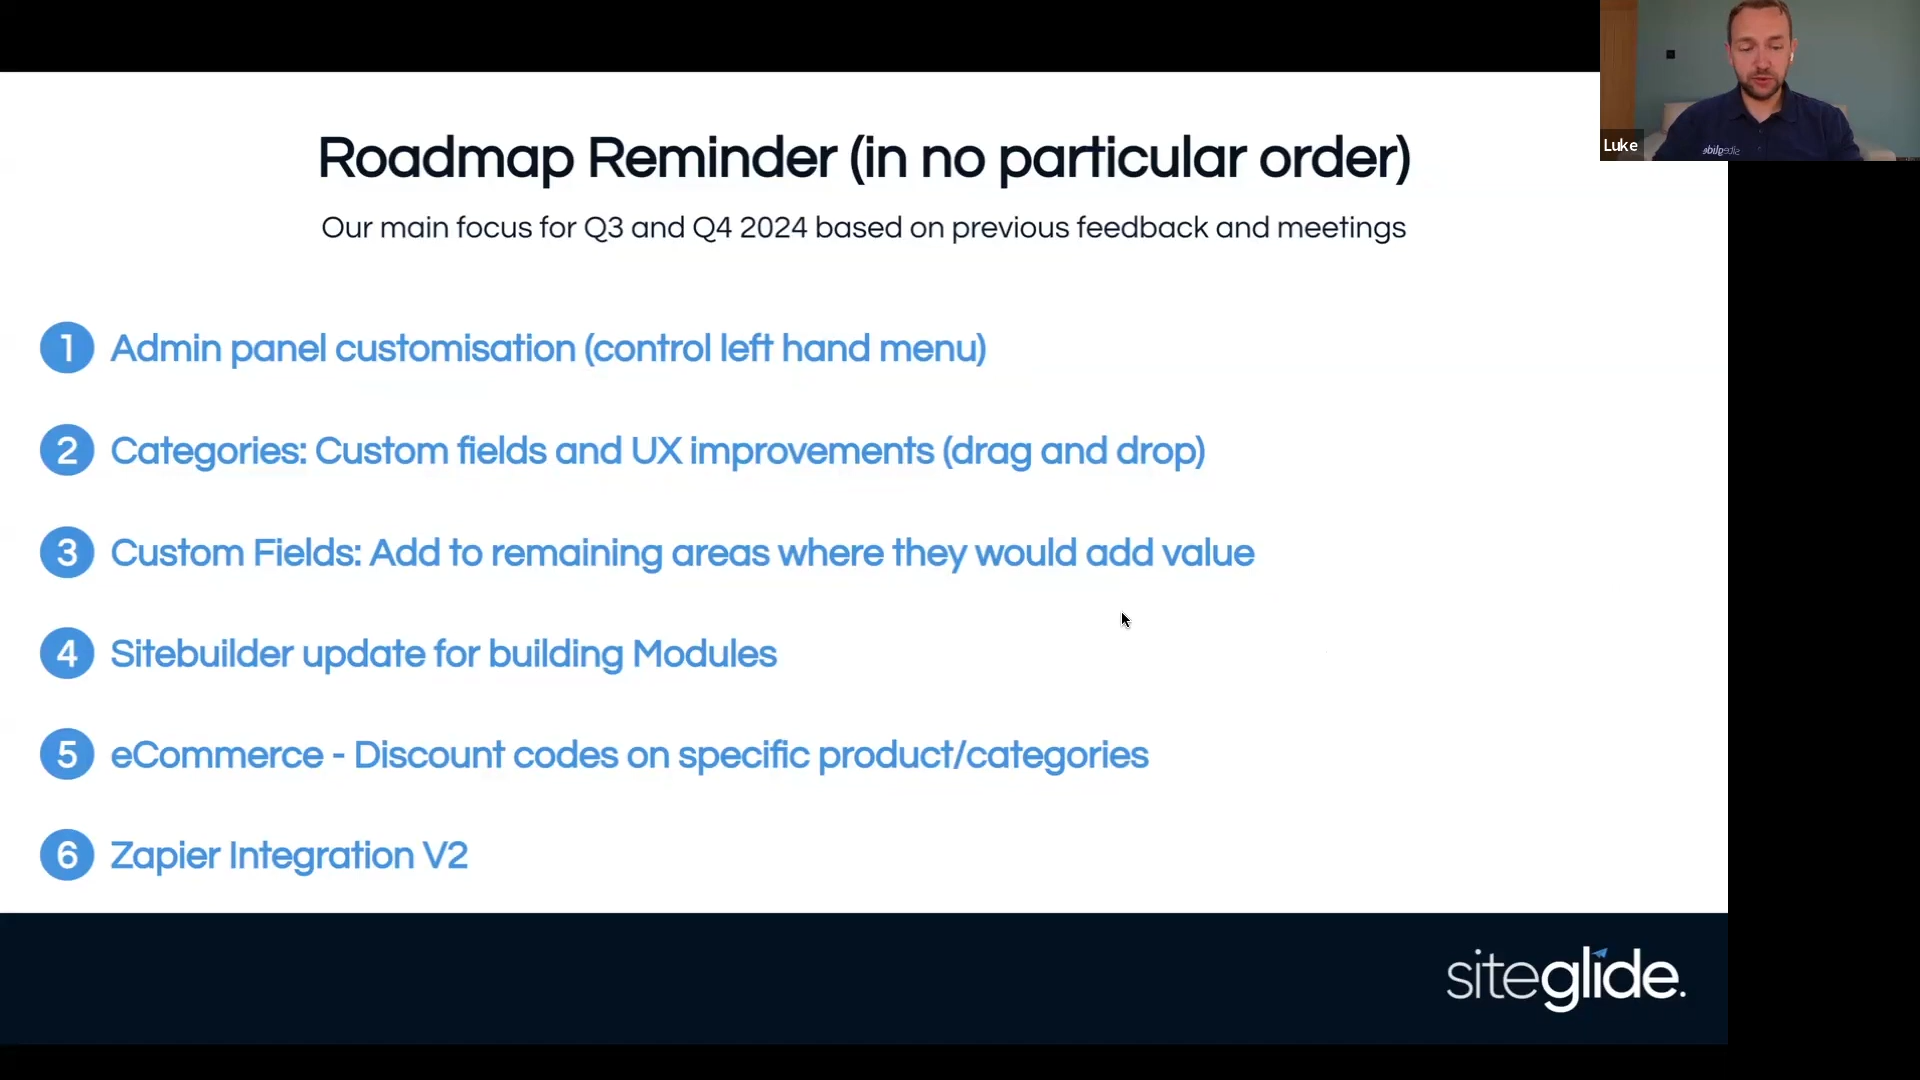 Roadmap Reminder (in no particular order)
Our main focus for Q3 and Q4 2024 based on previous feedback and meetings
1 Admin panel customisation (control left hand menu)
2 Categories: Custom fields and UX improvements (drag and drop)
3 Custom Fields: Add to remaining areas where they would add value
4 Sitebuilder update for building Modules
5 eCommerce - Discount codes on specific product/categories
6 Zapier Integration V2
siteglide.
Luke
siteglide